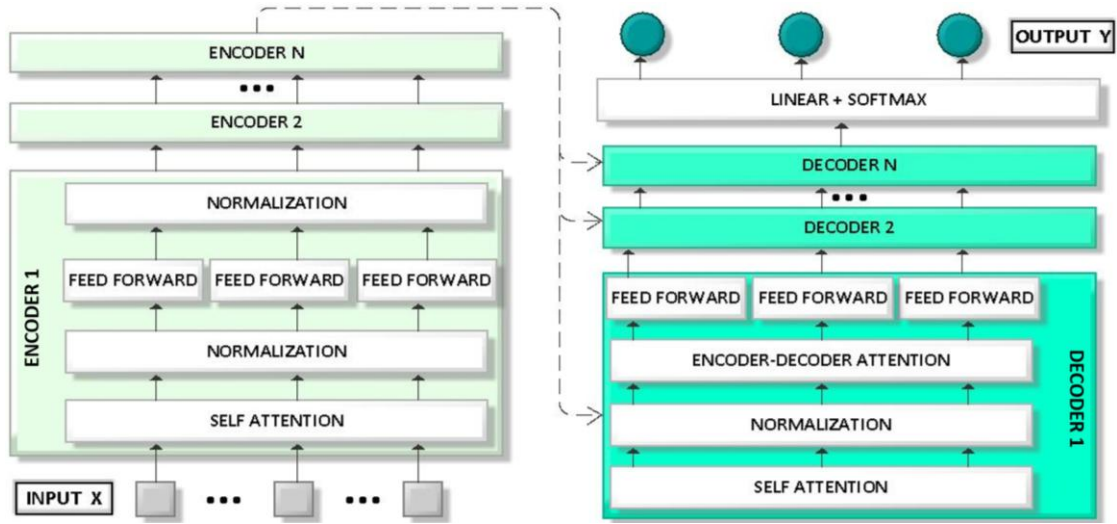 ENCODER N
...
ENCODER 2
NORMALIZATION
FEED FORWARD
FEED FORWARD
FEED FORWARD
NORMALIZATION
SELF ATTENTION
ENCODER 1
INPUT X
...
...
OUTPUT Y
LINEAR + SOFTMAX
DECODER N
...
DECODER 2
FEED FORWARD
FEED FORWARD
FEED FORWARD
ENCODER-DECODER ATTENTION
NORMALIZATION
SELF ATTENTION
DECODER 1